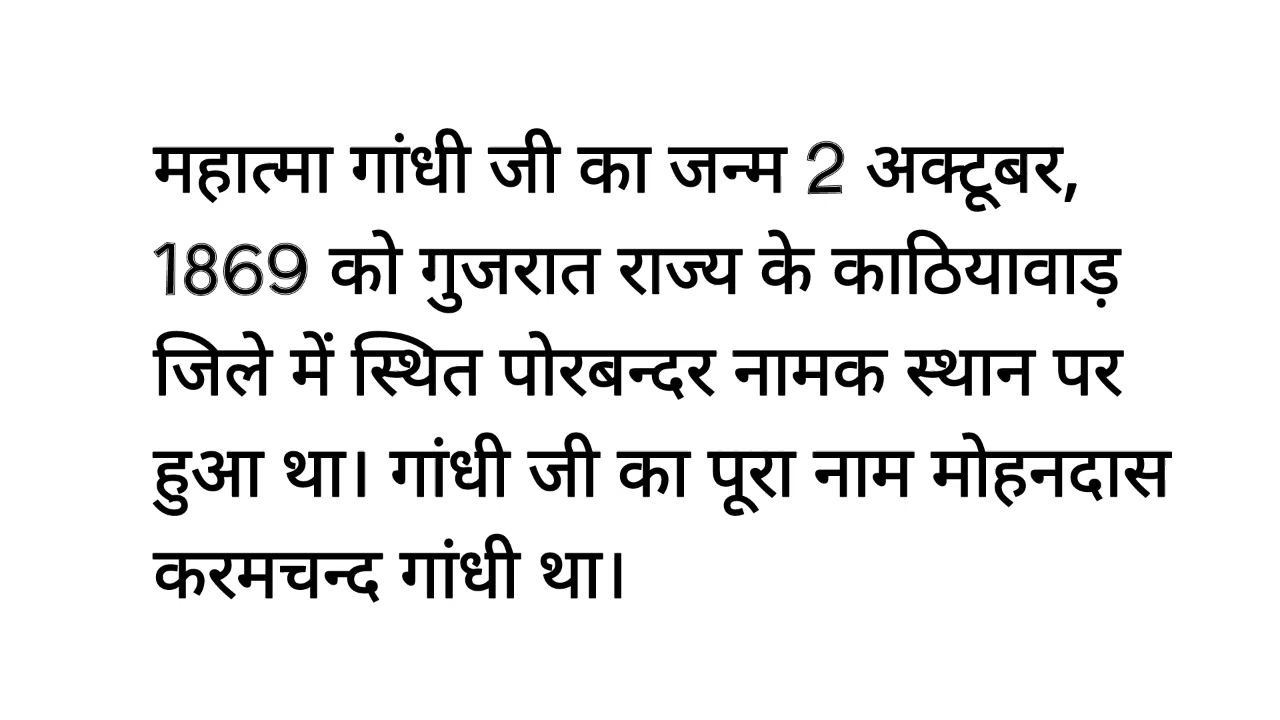 महात्मा गांधी जी का जन्म 2 अक्टूबर,
1869 को गुजरात राज्य के काठियावाड़
जिले में स्थित पोरबन्दर नामक स्थान पर
हुआ था। गांधी जी का पूरा नाम मोहनदास
करमचन्द गांधी था।